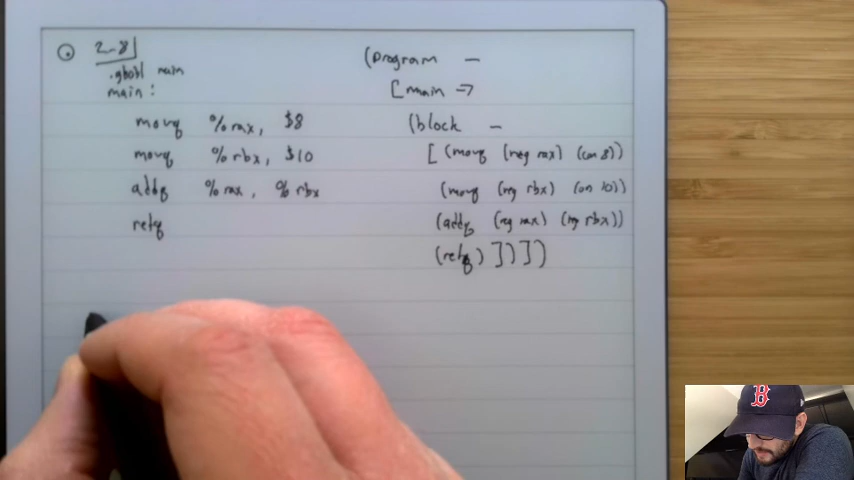 2-8
.globl main
main:
movq %rax, $8
movq %rbx, $10
addq %rax, %rbx
retq
(program —
[main =>
(block —
[ (movq (reg rax) (con 8))
(movq (reg rbx) (con 10))
(addq (reg rax) (reg rbx))
(retq) ] ) ] )
B